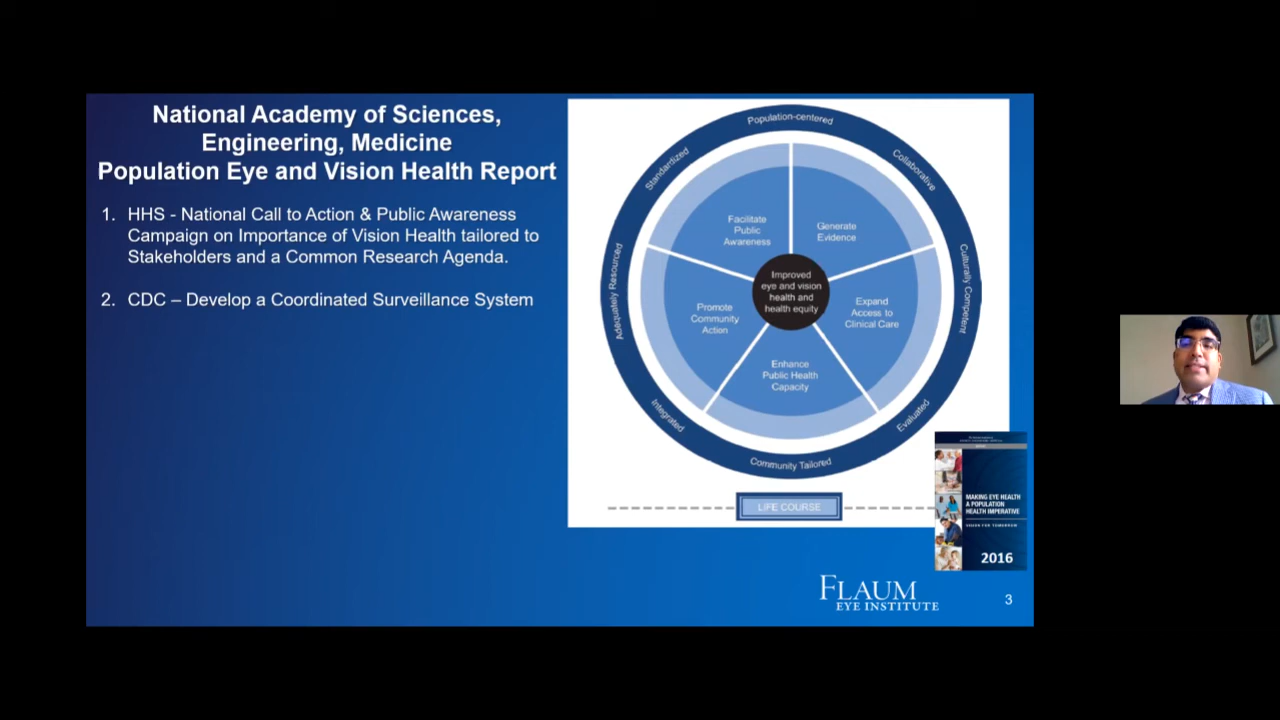 National Academy of Sciences,
Engineering, Medicine
Population Eye and Vision Health Report
1. HHS - National Call to Action & Public Awareness
Campaign on Importance of Vision Health tailored to
Stakeholders and a Common Research Agenda.
2. CDC – Develop a Coordinated Surveillance System
Population-centered
Collaborative
Culturally Competent
Evaluated
Community Tailored
Integrated
Adequately Resourced
Standardized
Facilitate
Public
Awareness
Generate
Evidence
Expand
Access to
Clinical Care
Enhance
Public Health
Capacity
Promote
Community
Action
Improved
eye and vision
health and
health equity
LIFE COURSE
MAKING EYE HEALTH
A POPULATION
HEALTH IMPERATIVE
VISION FOR TOMORROW
2016
FLAUM
EYE INSTITUTE
3